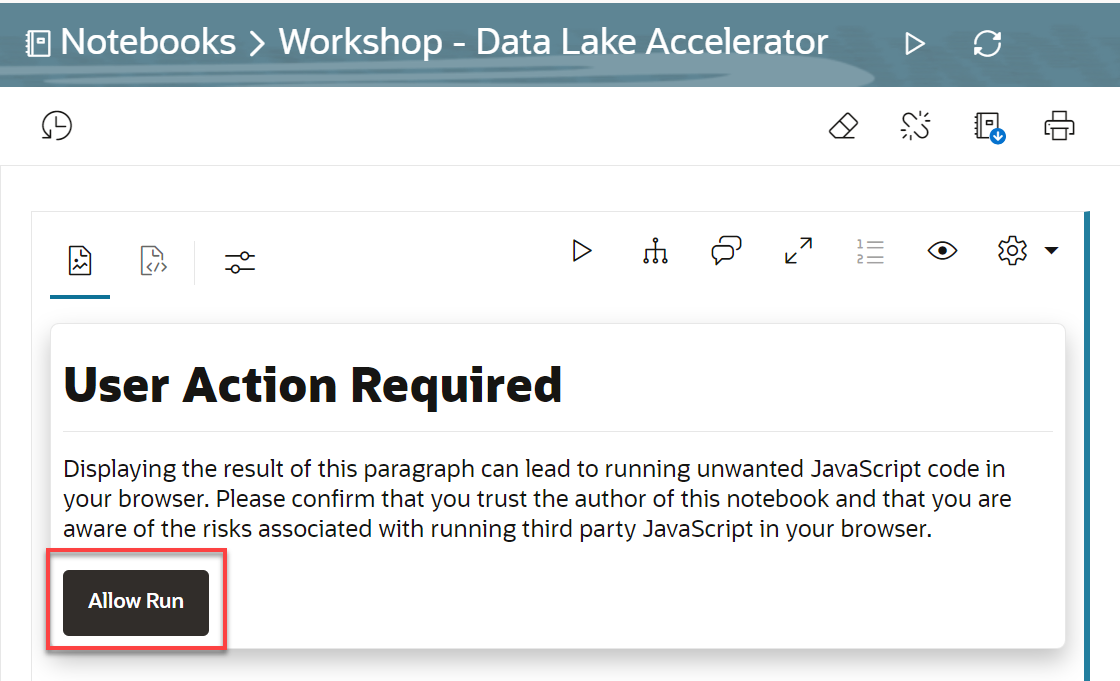 Notebooks > Workshop - Data Lake Accelerator
1
2
User Action Required
Displaying the result of this paragraph can lead to running unwanted JavaScript code in
your browser. Please confirm that you trust the author of this notebook and that you are
aware of the risks associated with running third party JavaScript in your browser.
Allow Run